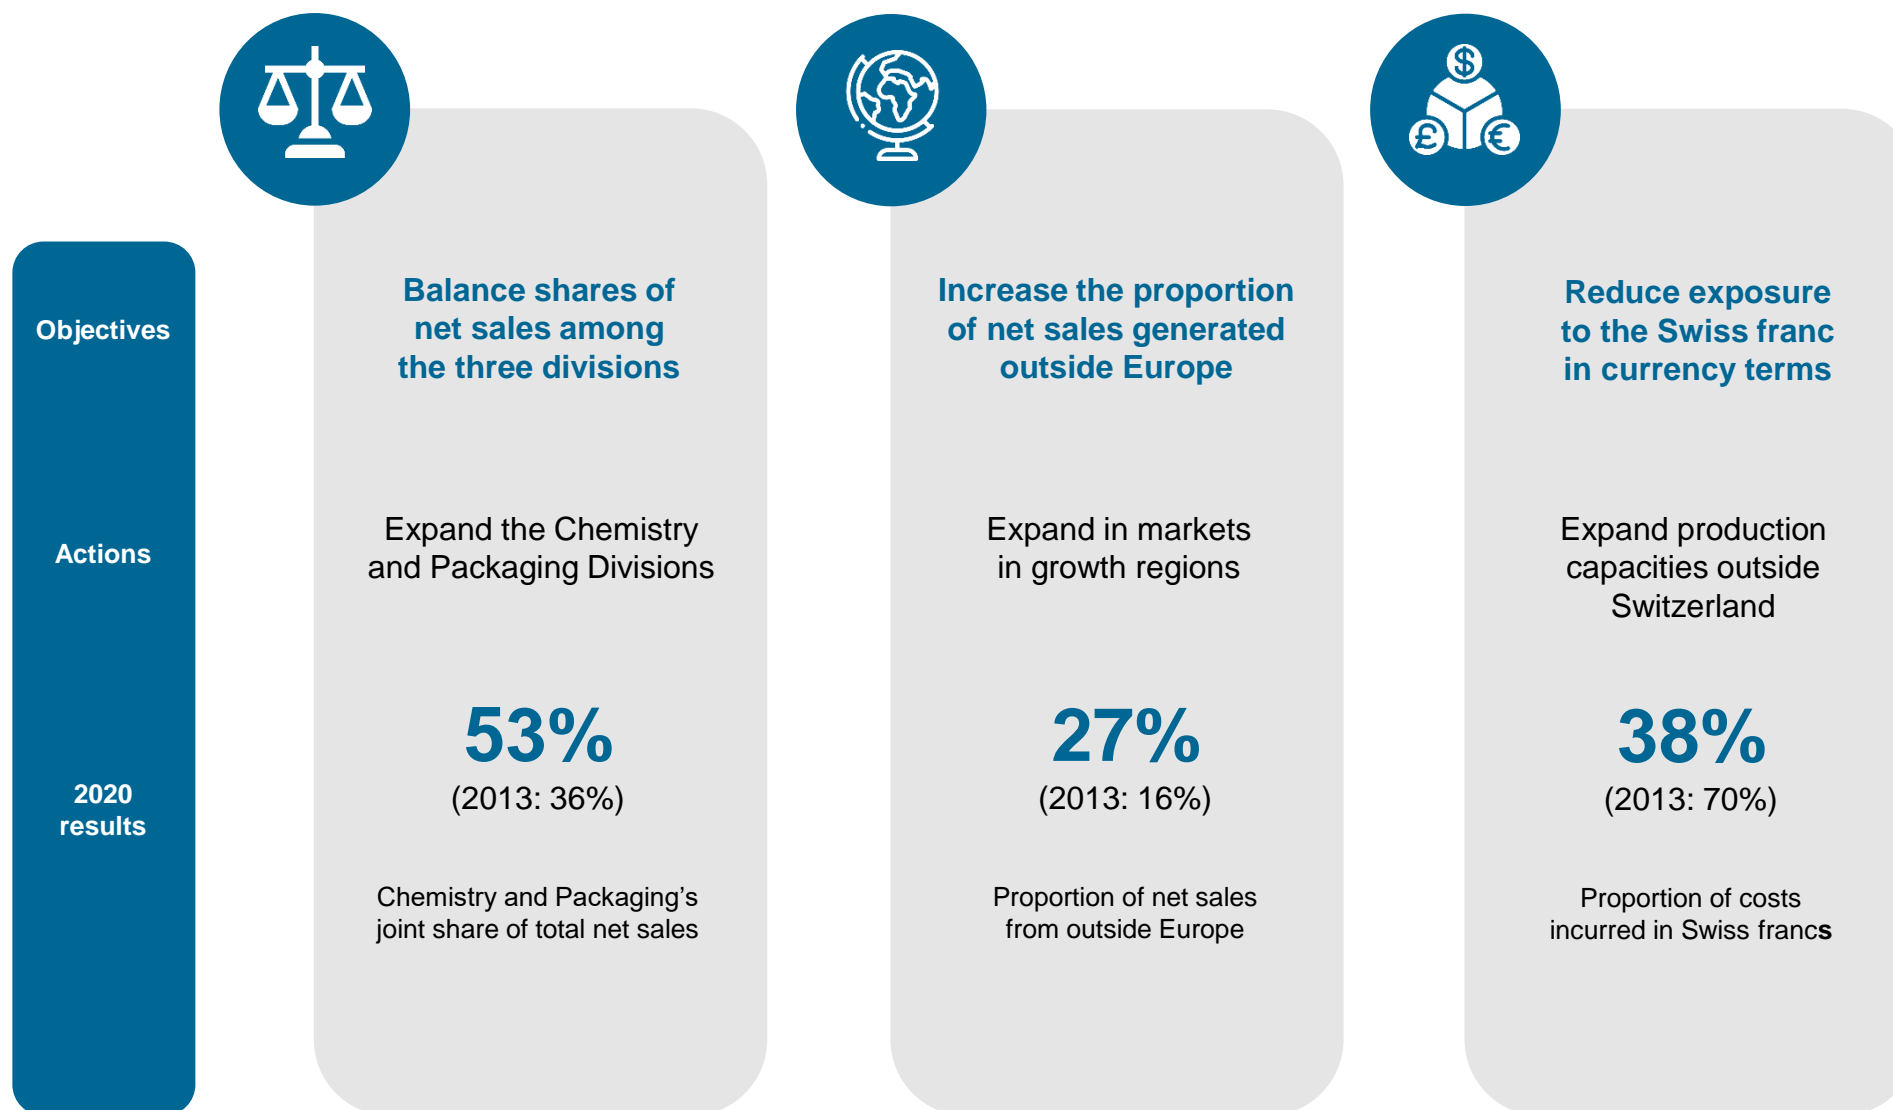 Objectives
Balance shares of
net sales among
the three divisions
Increase the proportion
of net sales generated
outside Europe
Reduce exposure
to the Swiss franc
in currency terms
Actions
Expand the Chemistry
and Packaging Divisions
Expand in markets
in growth regions
Expand production
capacities outside
Switzerland
2020
results
53%
(2013: 36%)
Chemistry and Packaging’s
joint share of total net sales
27%
(2013: 16%)
Proportion of net sales
from outside Europe
38%
(2013: 70%)
Proportion of costs
incurred in Swiss francs
$
£
€